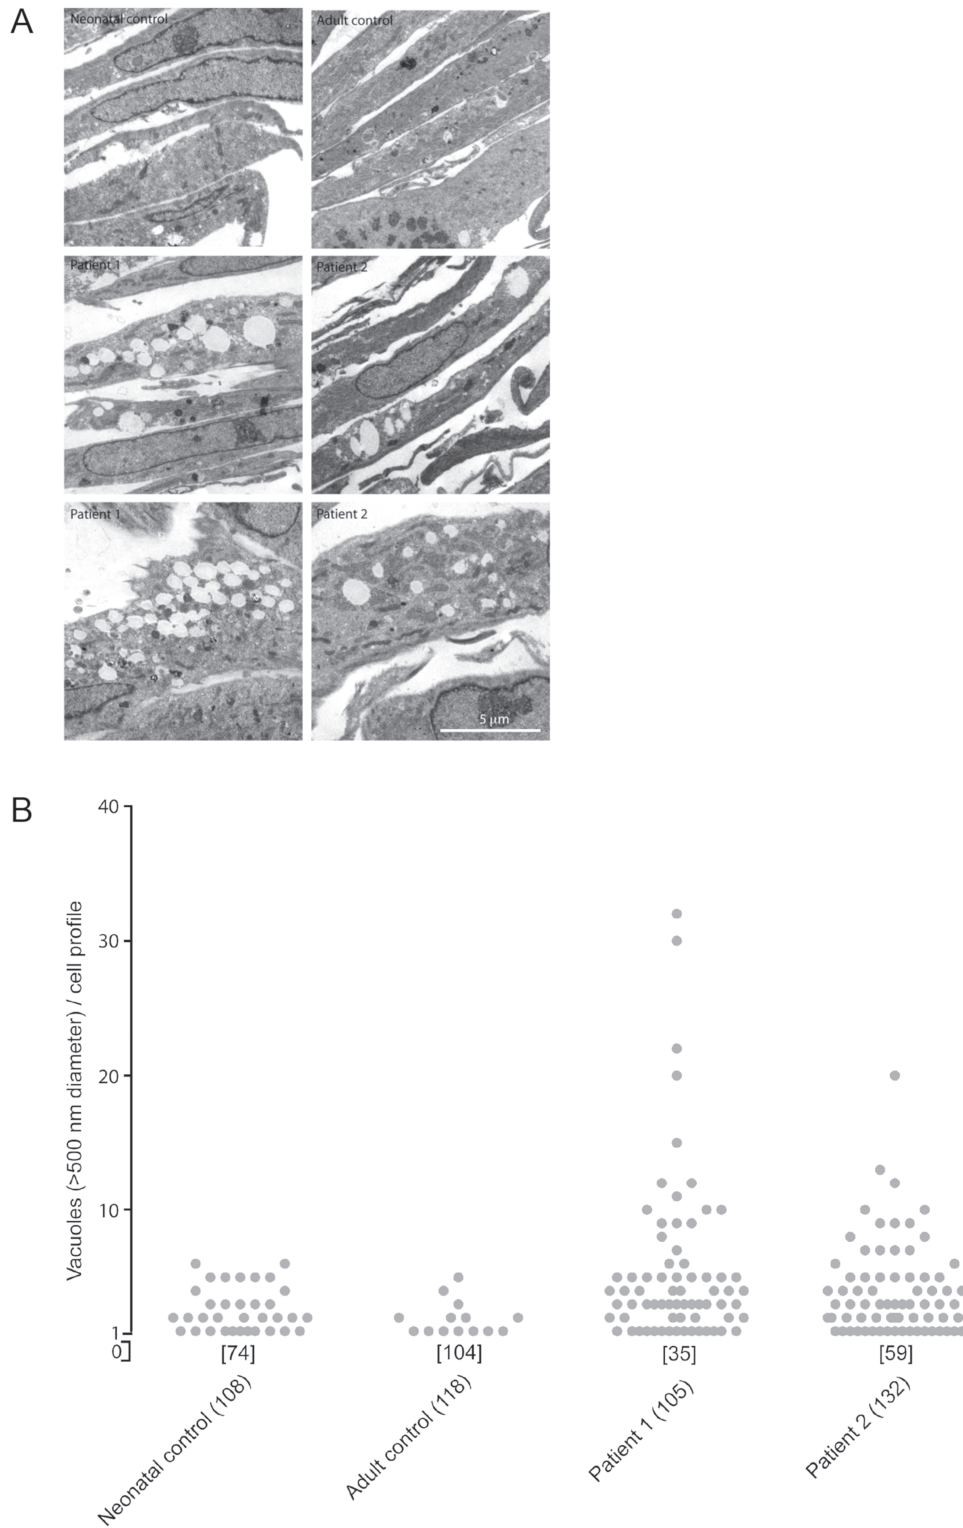 A
Neonatal control
Adult control
Patient 1
Patient 2
Patient 1
Patient 2
5 µm
B
Vacuoles (>500 nm diameter) / cell profile
40
30
20
10
1
0
[74]
[104]
[35]
[59]
Neonatal control (108)
Adult control (118)
Patient 1 (105)
Patient 2 (132)